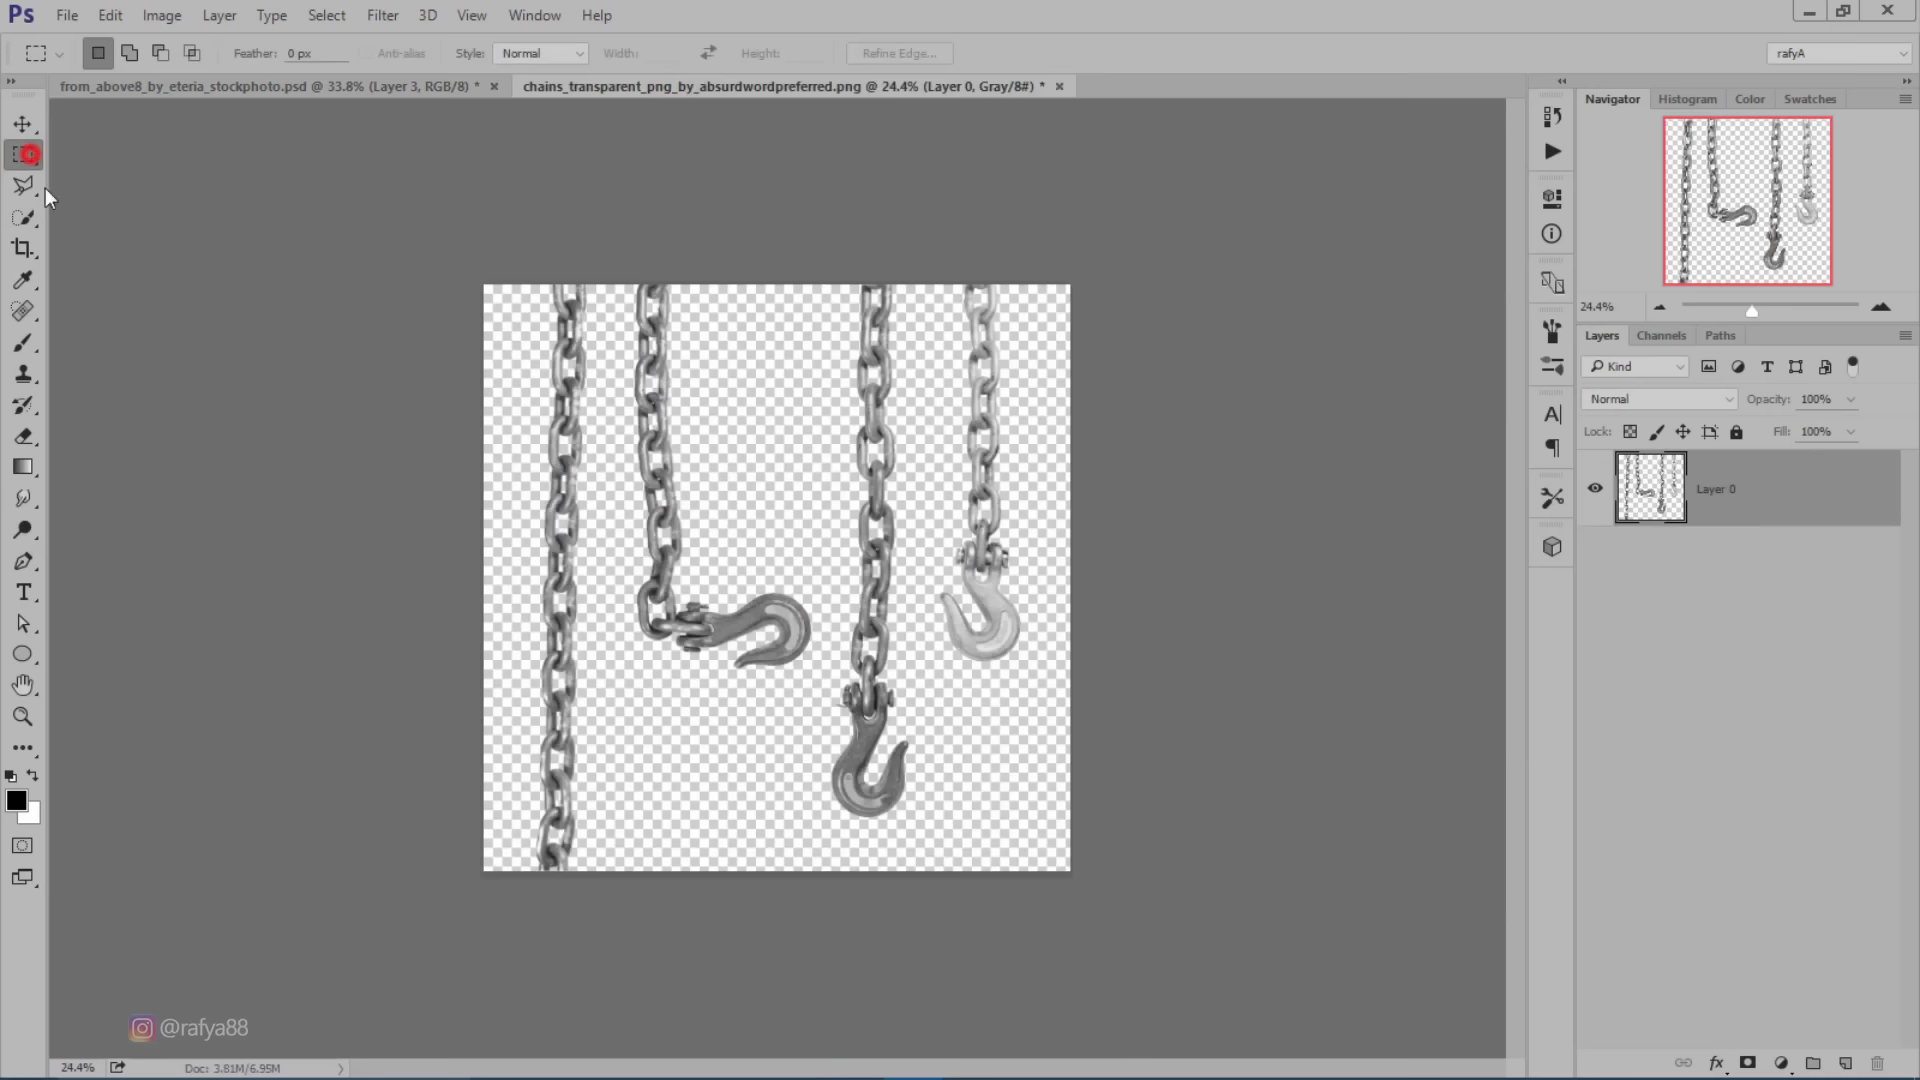 Ps File Edit Image Layer Type Select Filter 3D View Window Help
Feather: 0 px Anti-alias Style: Normal Width: Height: Refine Edge... rafyA
from_above8_by_eteria_stockphoto.psd @ 33.8% (Layer 3, RGB/8) * chains_transparent_png_by_absurdwordpreferred.png @ 24.4% (Layer 0, Gray/8#) *
Navigator Histogram Color Swatches
24.4%
Layers Channels Paths
Kind
Normal Opacity: 100%
Lock: Fill: 100%
Layer 0
@rafya88
24.4% Doc: 3.81M/6.95M